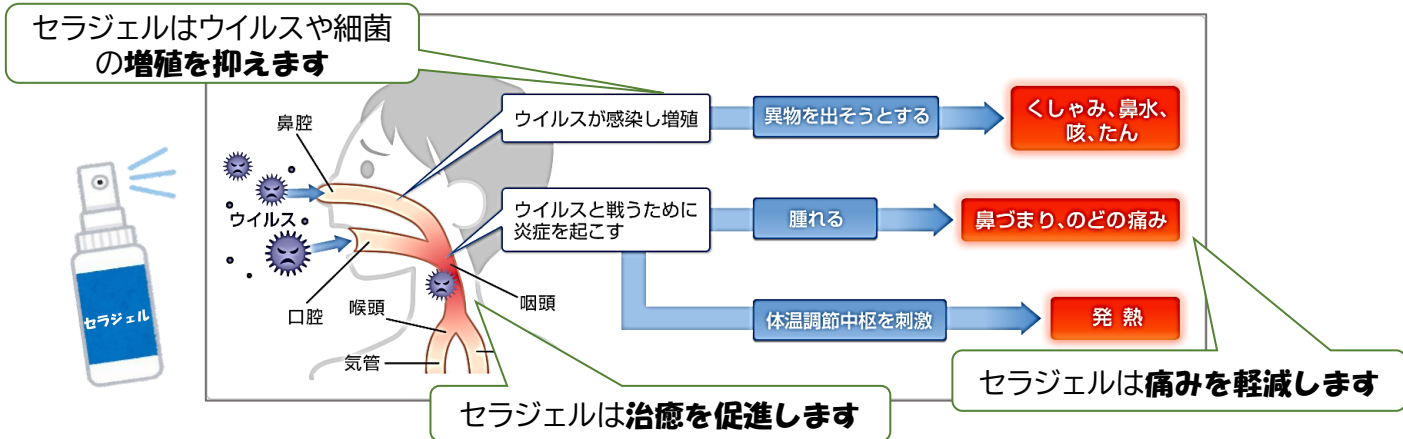 セラジェルはウイルスや細菌
の増殖を抑えます
鼻腔
ウイルス
口腔
喉頭
気管
咽頭
セラジェル
ウイルスが感染し増殖
異物を出そうとする
くしゃみ、鼻水、
咳、たん
ウイルスと戦うために
炎症を起こす
腫れる
鼻づまり、のどの痛み
体温調節中枢を刺激
発 熱
セラジェルは治癒を促進します
セラジェルは痛みを軽減します